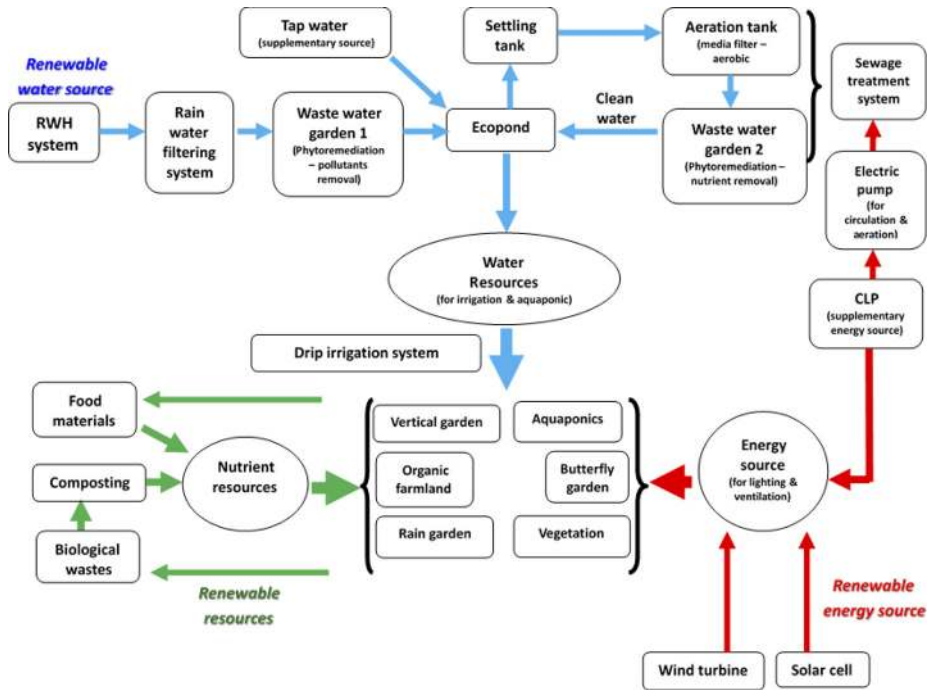 Tap water
(supplementary source)
Settling
tank
Aeration tank
(media filter –
aerobic
Sewage
treatment
system
Renewable
water source
RWH
system
Rain
water
filtering
system
Waste water
garden 1
(Phytoremediation
– pollutants
removal)
Ecopond
Clean
water
Waste water
garden 2
(Phytoremediation –
nutrient removal)
Electric
pump
(for
circulation &
aeration)
Water
Resources
(for irrigation & aquaponic)
CLP
(supplementary
energy source)
Drip irrigation system
Food
materials
Nutrient
resources
Composting
Biological
wastes
Renewable
resources
Vertical garden
Aquaponics
Organic
farmland
Butterfly
garden
Rain garden
Vegetation
Energy
source
(for lighting &
ventilation)
Renewable
energy source
Wind turbine
Solar cell